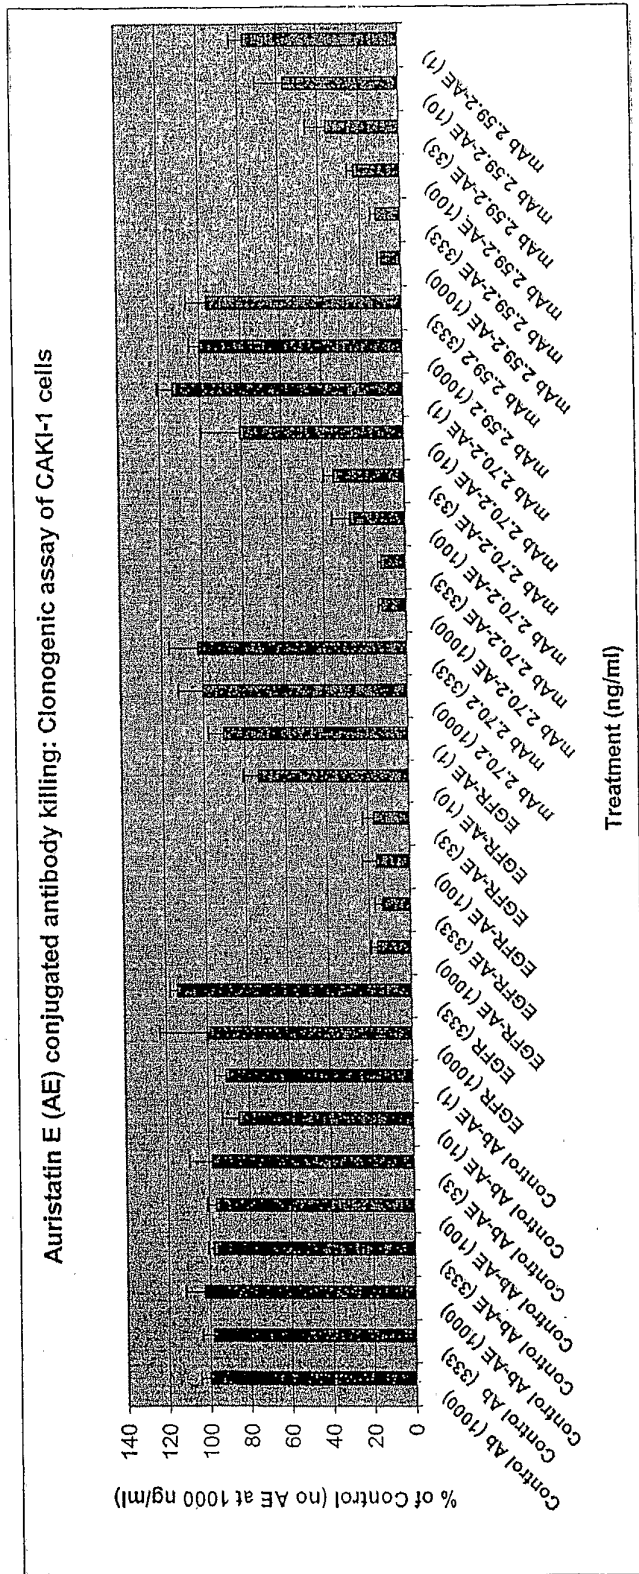 Auristatin E (AE) conjugated antibody killing: Clonogenic assay of CAKI-1 cells
% of Control (no AE at 1000 ng/ml)
140
120
100
80
60
40
20
0
Control Ab (1000)
Control Ab (333)
Control Ab-AE (1000)
Control Ab-AE (333)
Control Ab-AE (100)
Control Ab-AE (33)
Control Ab-AE (10)
Control Ab-AE (1)
EGFR (1000)
EGFR (333)
EGFR-AE (1000)
EGFR-AE (333)
EGFR-AE (100)
EGFR-AE (33)
EGFR-AE (10)
EGFR-AE (1)
mAb 2.70.2 (1000)
mAb 2.70.2 (333)
mAb 2.70.2-AE (1000)
mAb 2.70.2-AE (333)
mAb 2.70.2-AE (100)
mAb 2.70.2-AE (33)
mAb 2.70.2-AE (10)
mAb 2.70.2-AE (1)
mAb 2.59.2 (1000)
mAb 2.59.2 (333)
mAb 2.59.2-AE (1000)
mAb 2.59.2-AE (333)
mAb 2.59.2-AE (100)
mAb 2.59.2-AE (33)
mAb 2.59.2-AE (10)
mAb 2.59.2-AE (1)
Treatment (ng/ml)